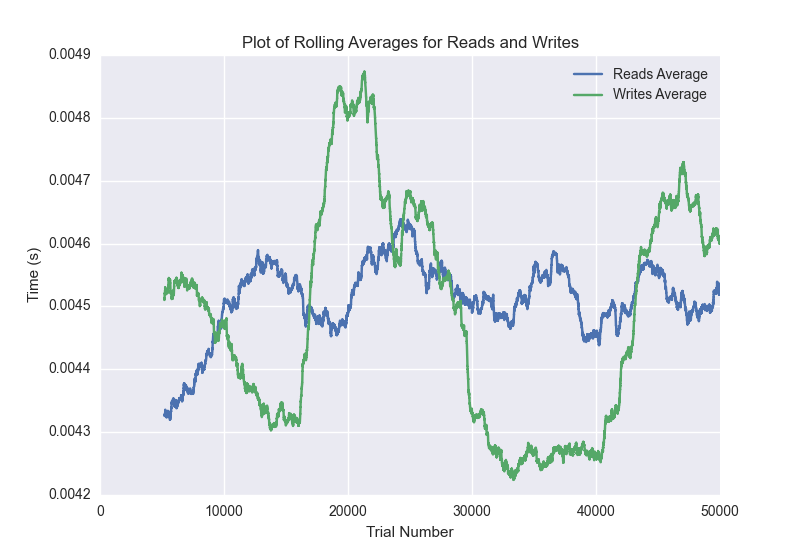 Plot of Rolling Averages for Reads and Writes
0.0049
0.0048
0.0047
0.0046
0.0045
0.0044
0.0043
0.0042
Time (s)
Reads Average
Writes Average
0 10000 20000 30000 40000 50000
Trial Number